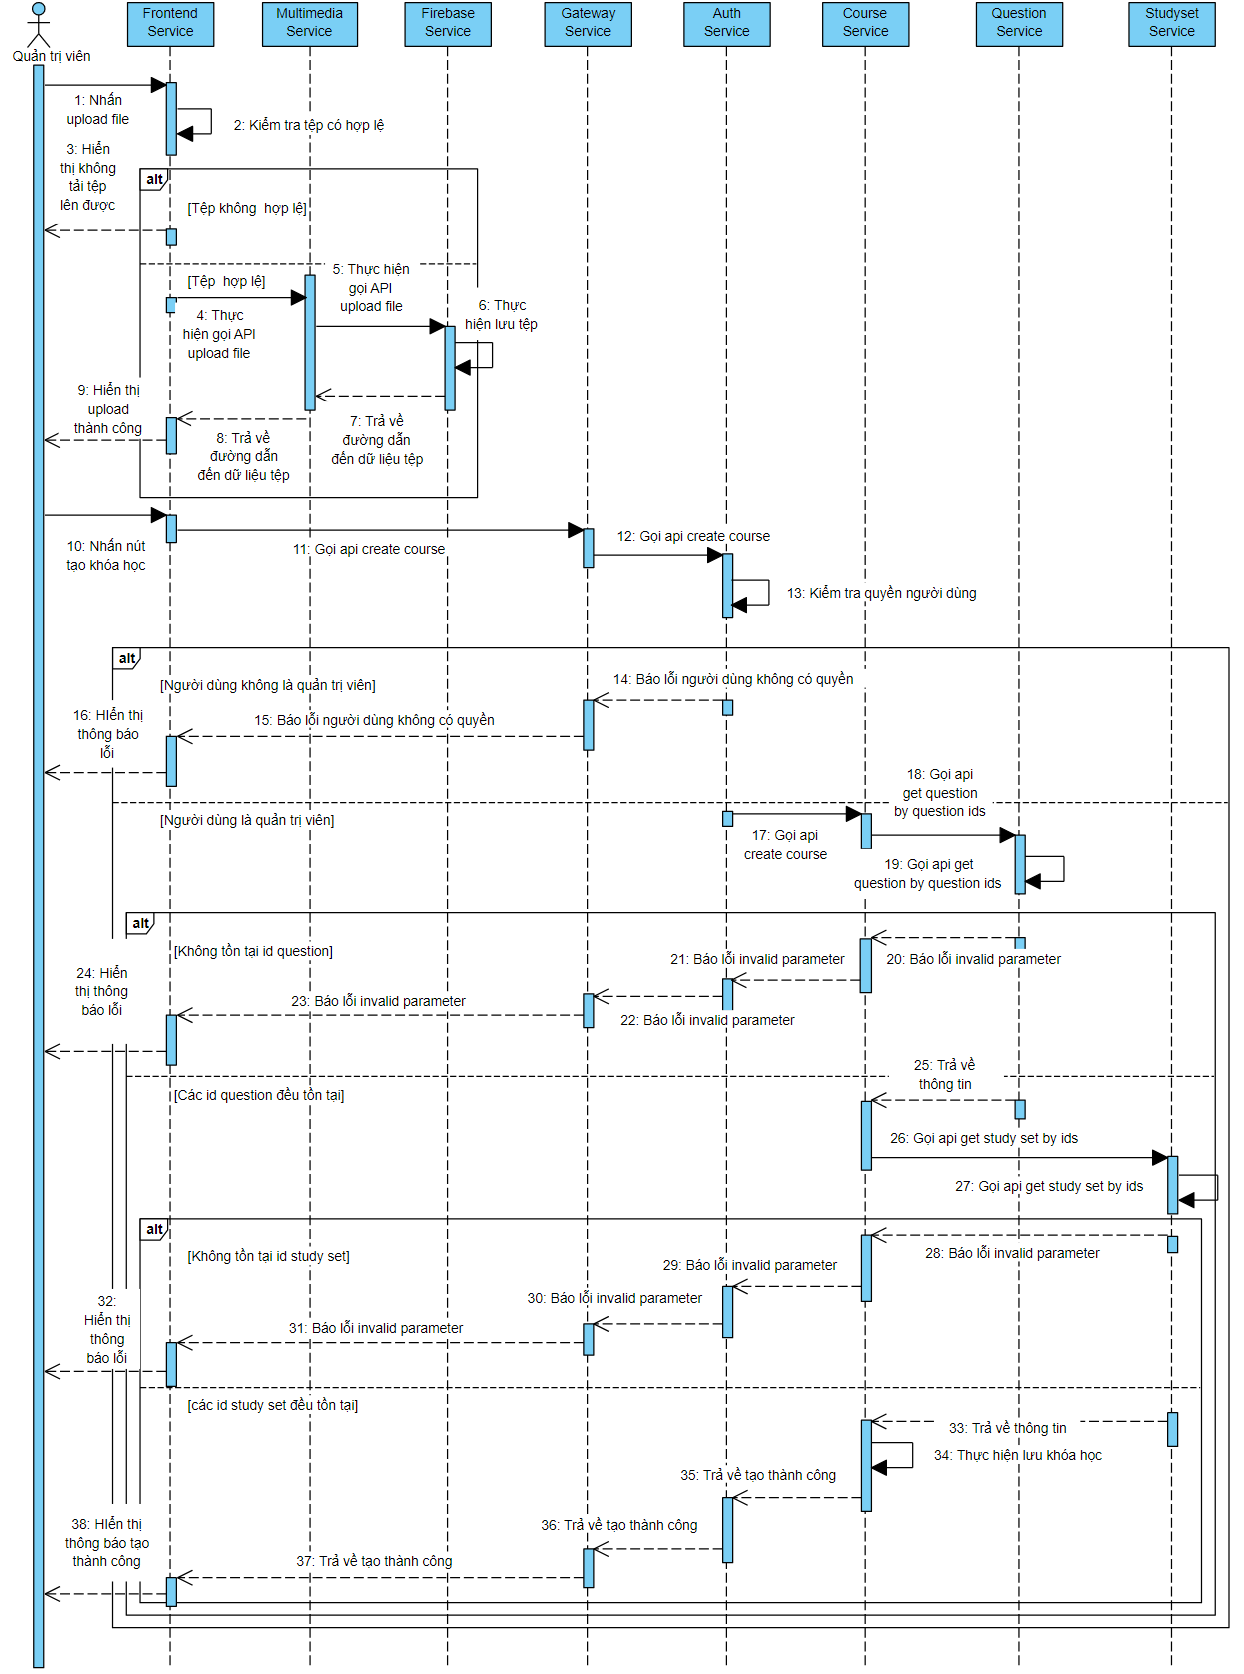 Frontend
Service
Multimedia
Service
Firebase
Service
Gateway
Service
Auth
Service
Course
Service
Question
Service
Studyset
Service
Quản trị viên
1: Nhấn
upload file
2: Kiểm tra tệp có hợp lệ
3: Hiển
thị không
tải tệp
lên được
alt
[Tệp không  hợp lệ]
[Tệp  hợp lệ]
4: Thực
hiện gọi API
upload file
5: Thực hiện
gọi API
upload file
6: Thực
hiện lưu tệp
7: Trả về
đường dẫn
đến dữ liệu tệp
8: Trả về
đường dẫn
đến dữ liệu tệp
9: Hiển thị
upload
thành công
10: Nhấn nút
tạo khóa học
11: Gọi api create course
12: Gọi api create course
13: Kiểm tra quyền người dùng
alt
[Người dùng không là quản trị viên]
14: Báo lỗi người dùng không có quyền
15: Báo lỗi người dùng không có quyền
16: HIển thị
thông báo
lỗi
[Người dùng là quản trị viên]
17: Gọi api
create course
18: Gọi api
get question
by question ids
19: Gọi api get
question by question ids
alt
[Không tồn tại id question]
20: Báo lỗi invalid parameter
21: Báo lỗi invalid parameter
22: Báo lỗi invalid parameter
23: Báo lỗi invalid parameter
24: Hiển
thị thông
báo lỗi
[Các id question đều tồn tại]
25: Trả về
thông tin
26: Gọi api get study set by ids
27: Gọi api get study set by ids
alt
[Không tồn tại id study set]
28: Báo lỗi invalid parameter
29: Báo lỗi invalid parameter
30: Báo lỗi invalid parameter
31: Báo lỗi invalid parameter
32:
Hiển thị
thông
báo lỗi
[các id study set đều tồn tại]
33: Trả về thông tin
34: Thực hiện lưu khóa học
35: Trả về tạo thành công
36: Trả về tạo thành công
37: Trả về tạo thành công
38: HIển thị
thông báo tạo
thành công